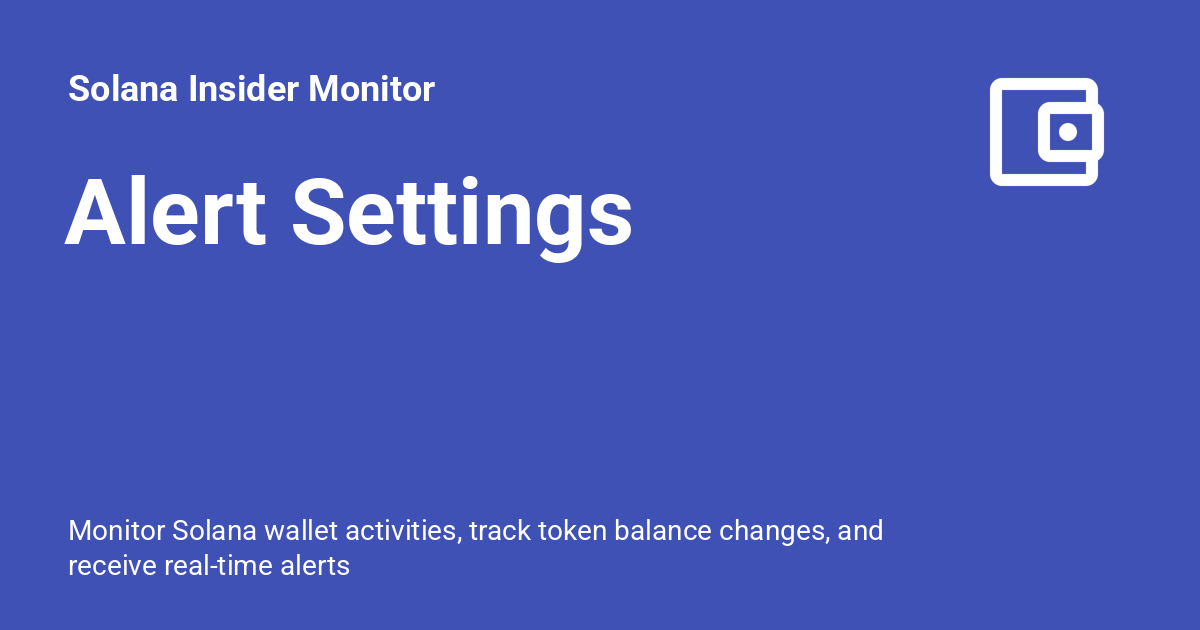 Solana Insider Monitor
Alert Settings
Monitor Solana wallet activities, track token balance changes, and
receive real-time alerts